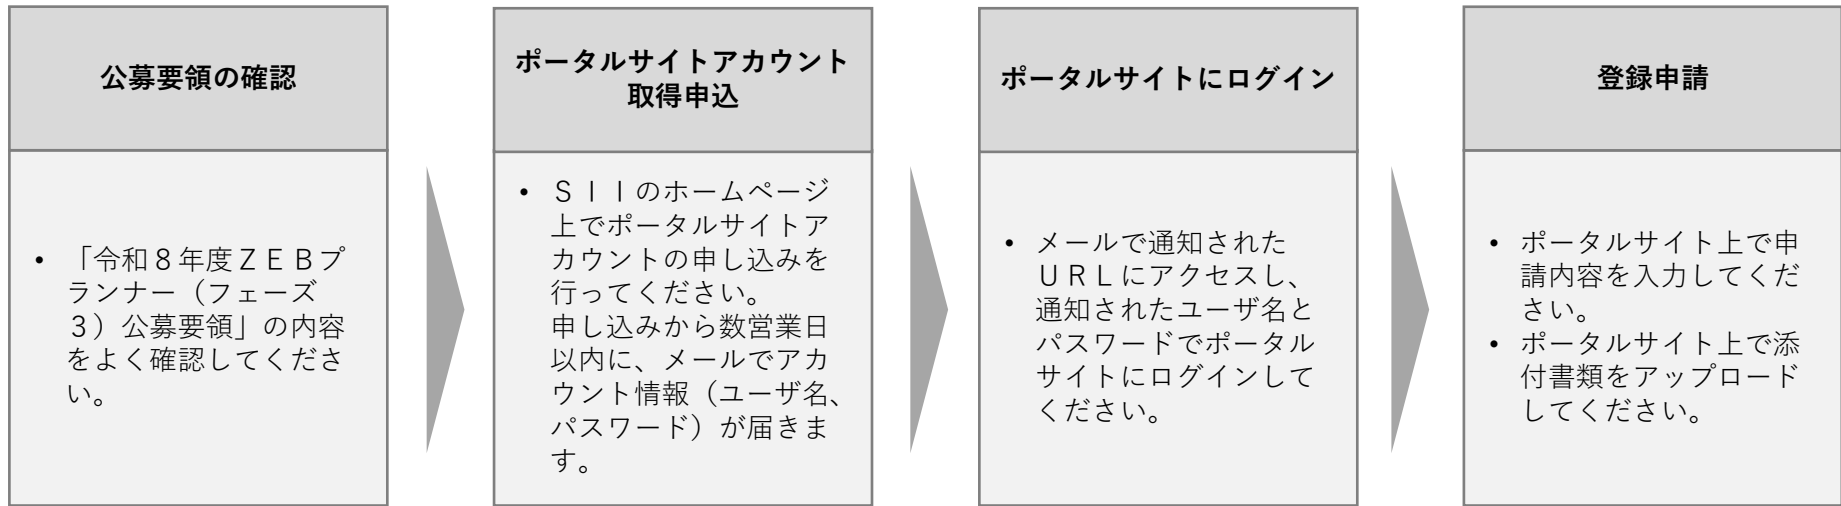 公募要領の確認
• 「令和８年度ＺＥＢプ
ランナー（フェーズ
３）公募要領」の内容
をよく確認してくださ
い。
ポータルサイトアカウント
取得申込
• ＳＩＩのホームページ
上でポータルサイトア
カウントの申し込みを
行ってください。
申し込みから数営業日
以内に、メールでアカ
ウント情報（ユーザ名、
パスワード）が届きま
す。
ポータルサイトにログイン
• メールで通知された
ＵＲＬにアクセスし、
通知されたユーザ名と
パスワードでポータル
サイトにログインして
ください。
登録申請
• ポータルサイト上で申
請内容を入力してくだ
さい。
• ポータルサイト上で添
付書類をアップロード
してください。